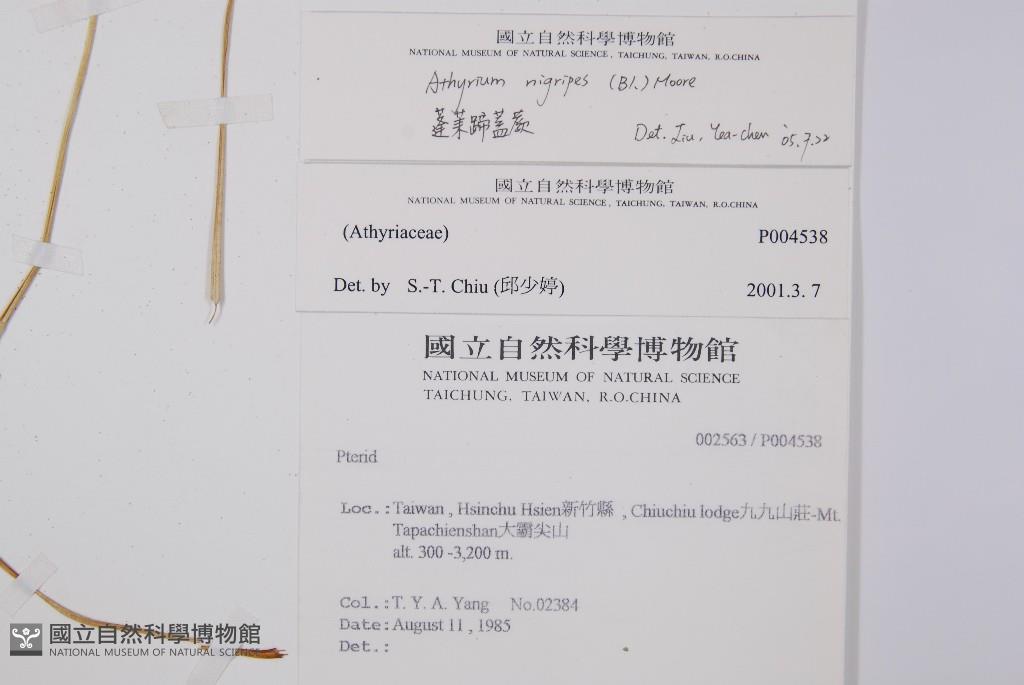 國立自然科學博物館
NATIONAL MUSEUM OF NATURAL SCIENCE, TAICHUNG, TAIWAN, R.O.CHINA
Athyrium nigripes (Bl.) Moore
蓬萊蹄蓋蕨
Det. Liu, Yea-chen '05.7.22
國立自然科學博物館
NATIONAL MUSEUM OF NATURAL SCIENCE, TAICHUNG, TAIWAN, R.O.CHINA
(Athyriaceae) P004538
Det. by S.-T. Chiu (邱少婷) 2001.3. 7
國立自然科學博物館
NATIONAL MUSEUM OF NATURAL SCIENCE
TAICHUNG, TAIWAN, R.O.CHINA
002563 / P004538
Pterid
Loc.: Taiwan , Hsinchu Hsien新竹縣 , Chiuchiu lodge九九山莊-Mt.
Tapachienshan大霸尖山
alt. 300 -3,200 m.
Col.: T. Y. A. Yang No.02384
Date: August 11 , 1985
Det.:
國立自然科學博物館
NATIONAL MUSEUM OF NATURAL SCIENCE